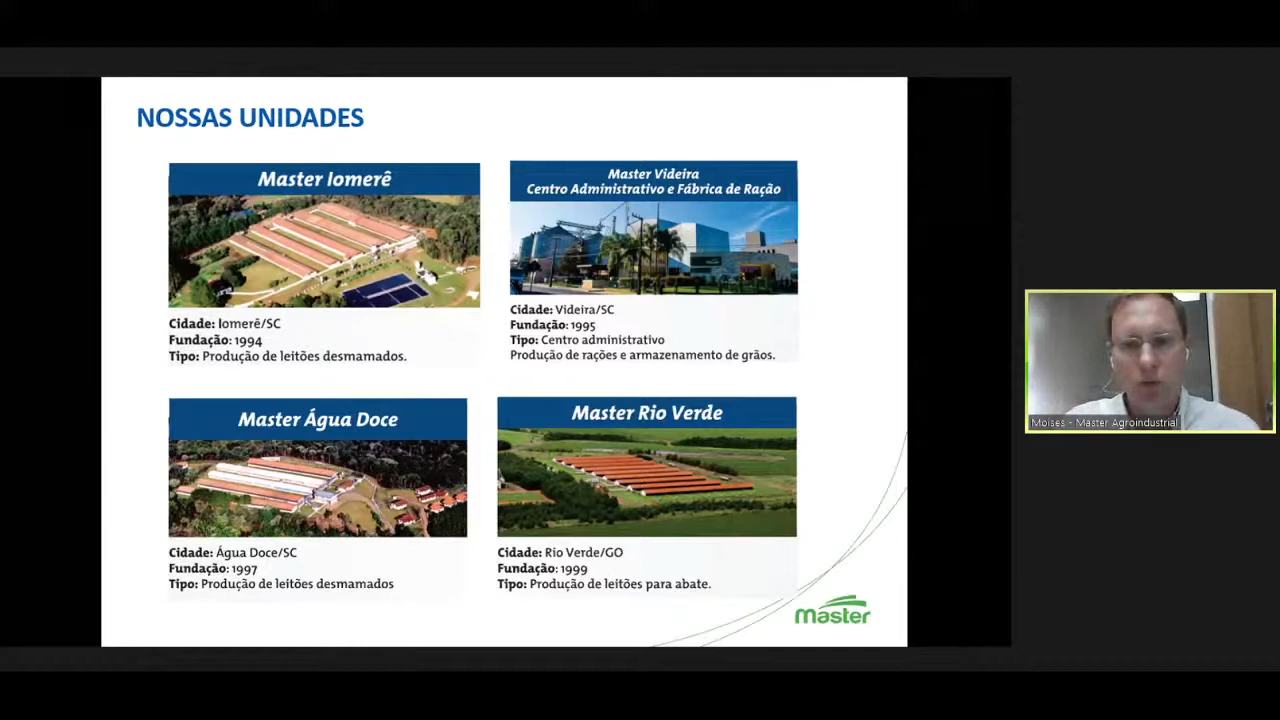 NOSSAS UNIDADES
Master Iomerê
Cidade: Iomerê/SC
Fundação: 1994
Tipo: Produção de leitões desmamados.
Master Videira
Centro Administrativo e Fábrica de Ração
Cidade: Videira/SC
Fundação: 1995
Tipo: Centro administrativo
Produção de rações e armazenamento de grãos.
Master Água Doce
Cidade: Água Doce/SC
Fundação: 1997
Tipo: Produção de leitões desmamados
Master Rio Verde
Cidade: Rio Verde/GO
Fundação: 1999
Tipo: Produção de leitões para abate.
master
Moises - Master Agroindustrial